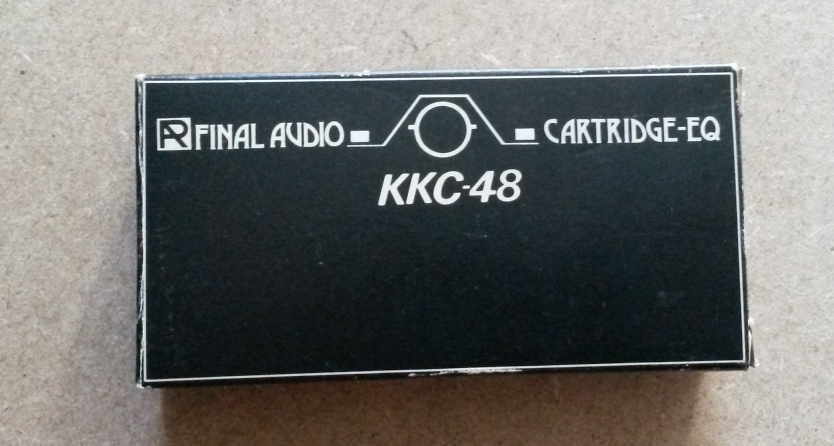 FINAL AUDIO CARTRIDGE-EQ
KKC-48